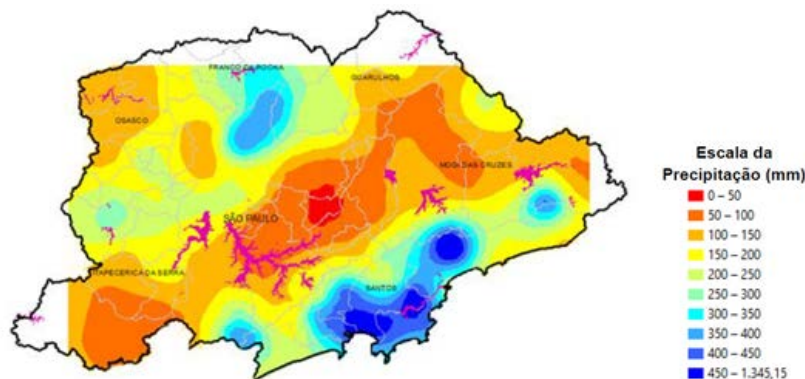 FRANCO DA ROCHA
GUARULHOS
OSASCO
MOGI DAS CRUZES
SÃO PAULO
ITAPECERICA DA SERRA
SANTOS
Escala da
Precipitação (mm)
0 – 50
50 – 100
100 – 150
150 – 200
200 – 250
250 – 300
300 – 350
350 – 400
400 – 450
450 – 1.345,15